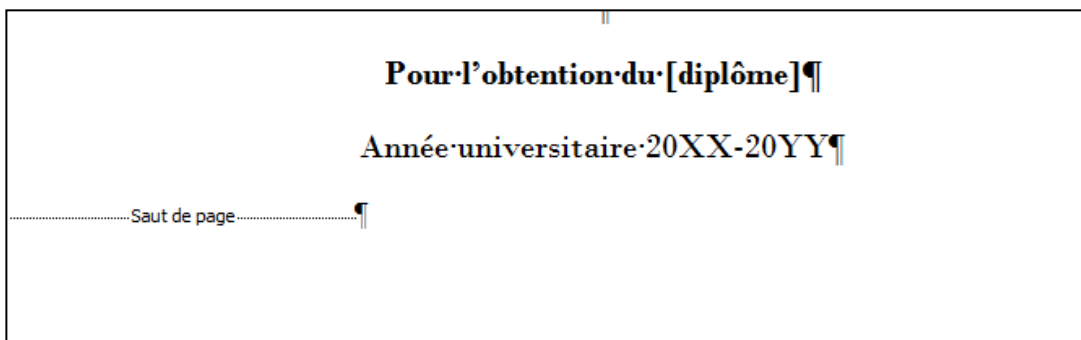 ¶
Pour·l’obtention·du·[diplôme]¶
Année·universitaire·20XX-20YY¶
Saut de page¶